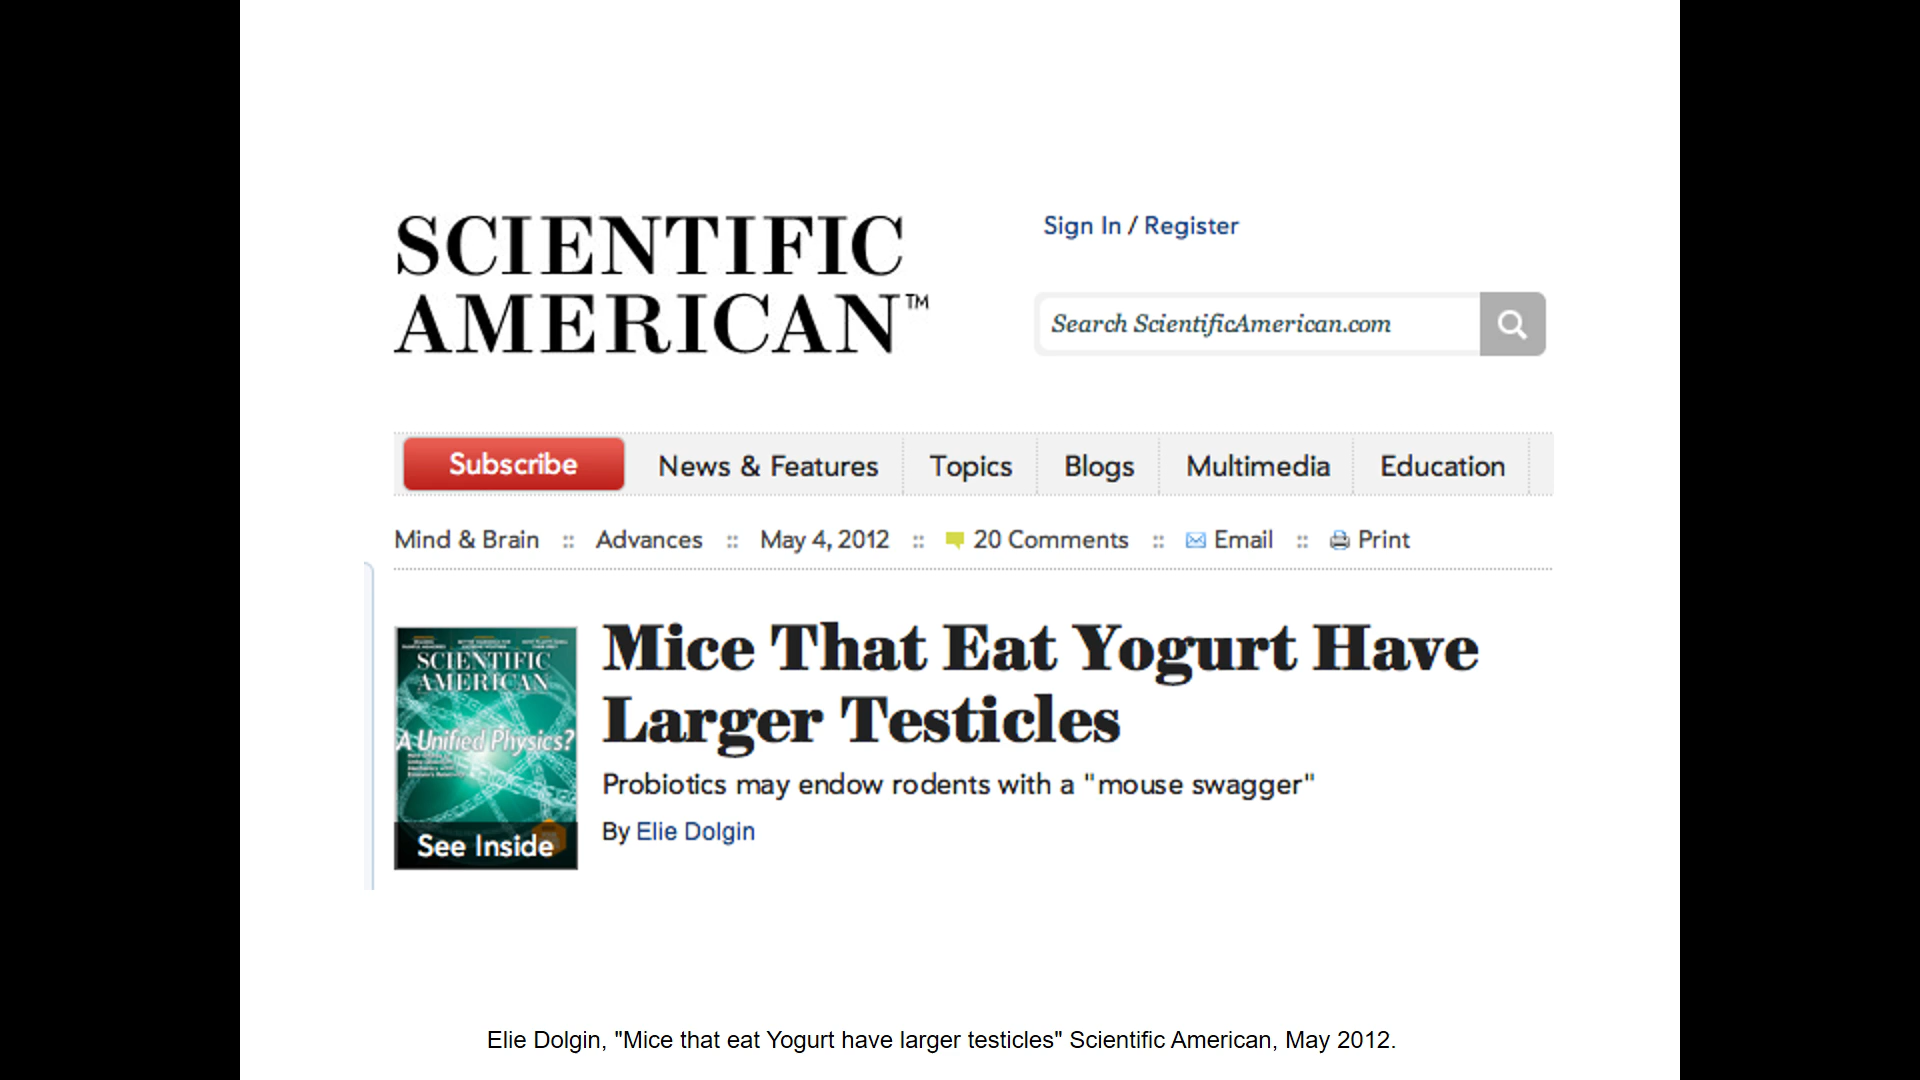 SCIENTIFIC
AMERICAN™
Sign In / Register
Search ScientificAmerican.com
Subscribe
News & Features
Topics
Blogs
Multimedia
Education
Mind & Brain :: Advances :: May 4, 2012 :: 20 Comments :: Email :: Print
SCIENTIFIC
AMERICAN
A Unified Physics?
See Inside
Mice That Eat Yogurt Have
Larger Testicles
Probiotics may endow rodents with a "mouse swagger"
By Elie Dolgin
Elie Dolgin, "Mice that eat Yogurt have larger testicles" Scientific American, May 2012.